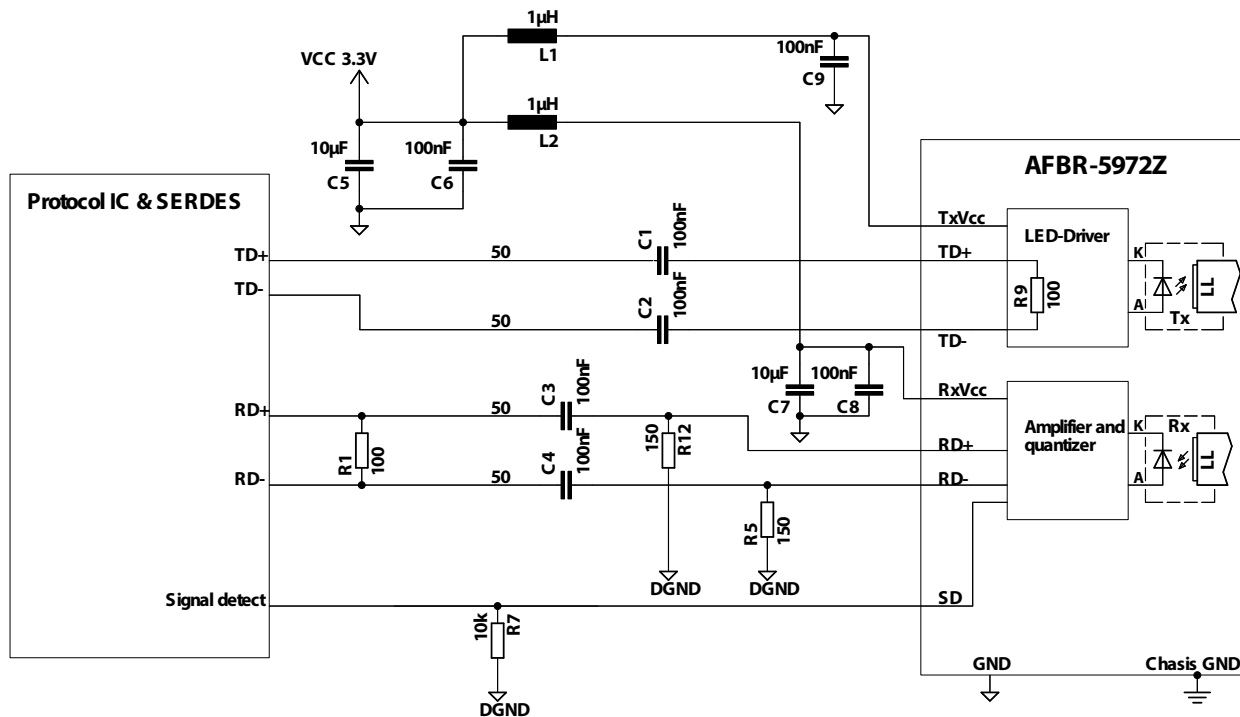 1µH
L1
100nF
C9
VCC 3.3V
1µH
L2
10µF
C5
100nF
C6
AFBR-5972Z
Protocol IC & SERDES
TxVcc
LED-Driver
TD+
50
C1
100nF
TD+
K
R9
100
LL
A
Tx
TD-
50
C2
100nF
TD-
10µF
C7
100nF
C8
RxVcc
RD+
50
C3
100nF
150
R12
RD+
Amplifier and
quantizer
K
Rx
LL
A
R1
100
RD-
50
C4
100nF
RD-
R5
150
DGND
DGND
Signal detect
SD
10k
R7
DGND
GND
Chasis GND